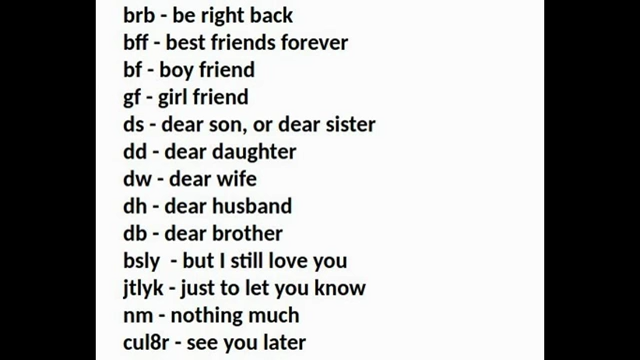 brb - be right back
bff - best friends forever
bf - boy friend
gf - girl friend
ds - dear son, or dear sister
dd - dear daughter
dw - dear wife
dh - dear husband
db - dear brother
bsly - but I still love you
jtlyk - just to let you know
nm - nothing much
cul8r - see you later